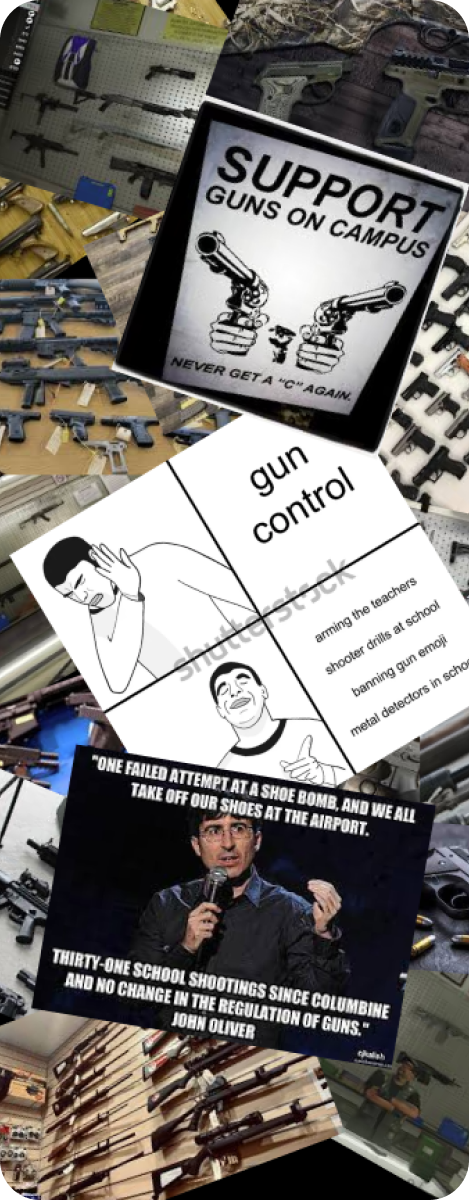 SUPPORT
GUNS ON CAMPUS
NEVER GET A "C" AGAIN.
gun
control
shutterstock
arming the teachers
shooter drills at school
banning gun emoji
metal detectors in schoo
"ONE FAILED ATTEMPT AT A SHOE BOMB, AND WE ALL
TAKE OFF OUR SHOES AT THE AIRPORT.
THIRTY-ONE SCHOOL SHOOTINGS SINCE COLUMBINE
AND NO CHANGE IN THE REGULATION OF GUNS."
JOHN OLIVER